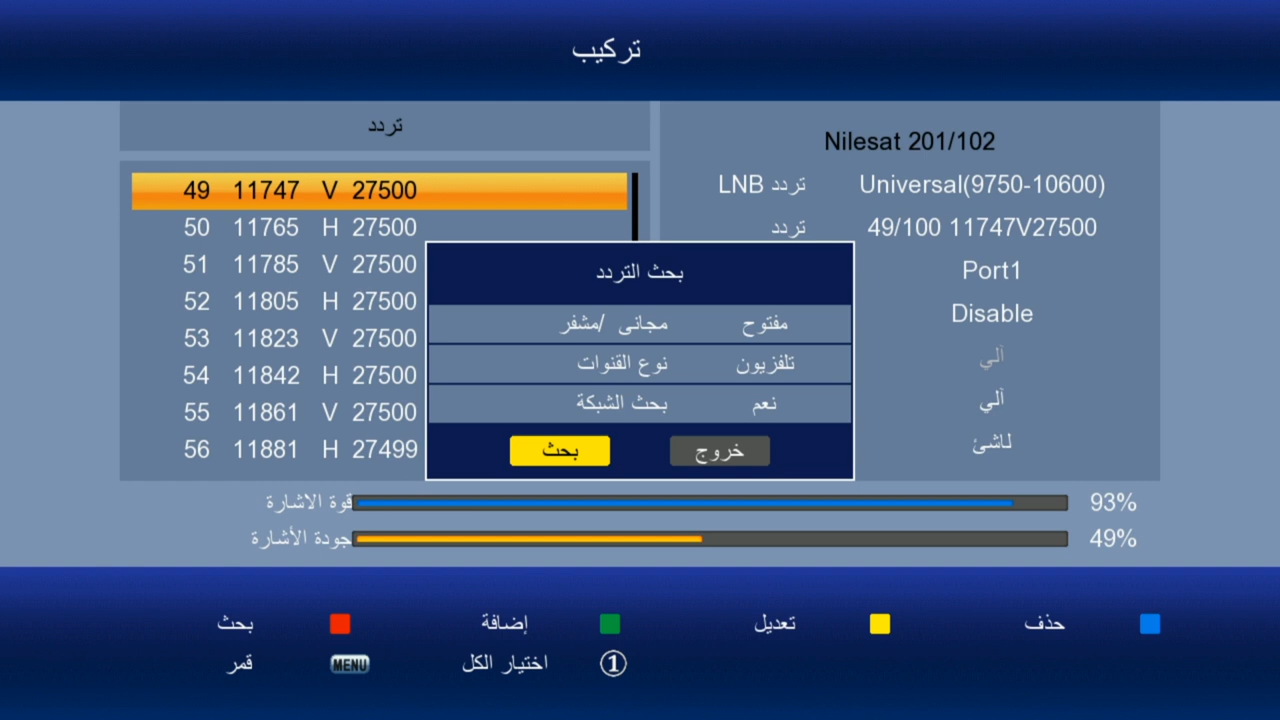 تركيب
تردد
49 11747 V 27500
50 11765 H 27500
51 11785 V 27500
52 11805 H 27500
53 11823 V 27500
54 11842 H 27500
55 11861 V 27500
56 11881 H 27499
Nilesat 201/102
تردد LNB Universal(9750-10600)
تردد 49/100 11747V27500
Port1
Disable
آلي
آلي
لاشئ
بحث التردد
مجانى /مشفر مفتوح
نوع القنوات تلفزيون
بحث الشبكة نعم
بحث خروج
قوة الاشارة 93%
جودة الأشارة 49%
بحث إضافة تعديل حذف
قمر MENU اختيار الكل 1